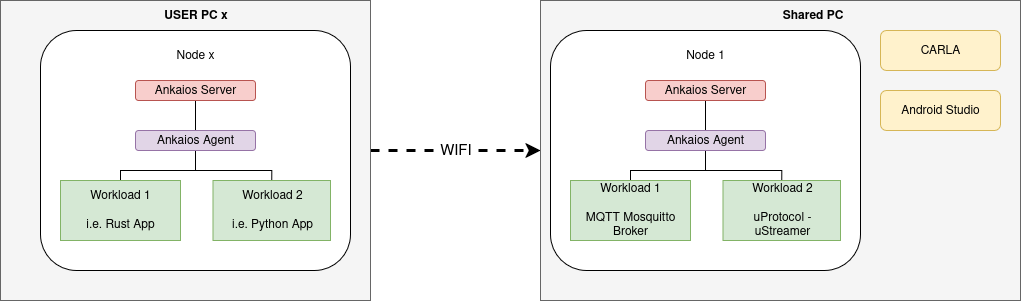 USER PC x
Node x
Ankaios Server
Ankaios Agent
Workload 1
i.e. Rust App
Workload 2
i.e. Python App
WIFI
Shared PC
Node 1
Ankaios Server
Ankaios Agent
Workload 1
MQTT Mosquitto
Broker
Workload 2
uProtocol -
uStreamer
CARLA
Android Studio